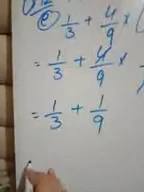 (e) 1/3 + 4/9 ×
= 1/3 + 4/9 ×
= 1/3 + 1/9